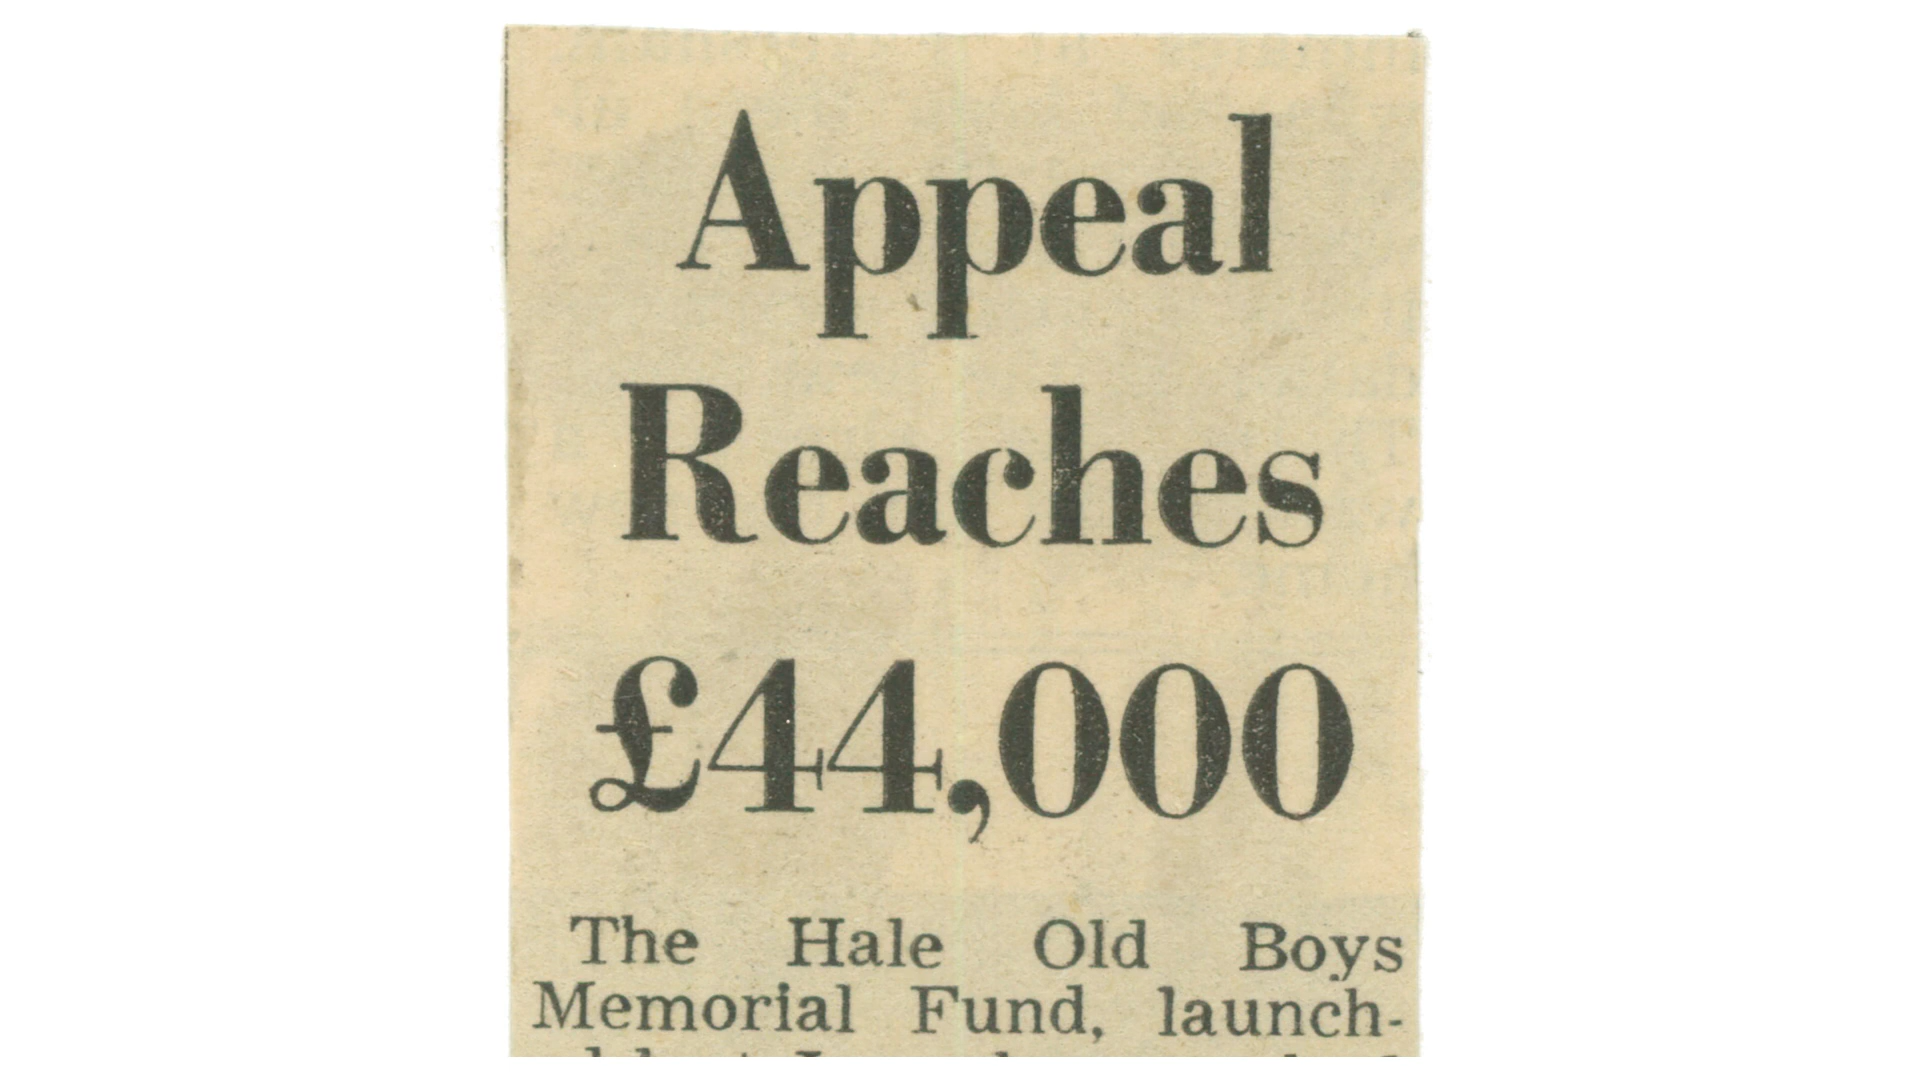 Appeal
Reaches
£44,000
The Hale Old Boys
Memorial Fund, launch-